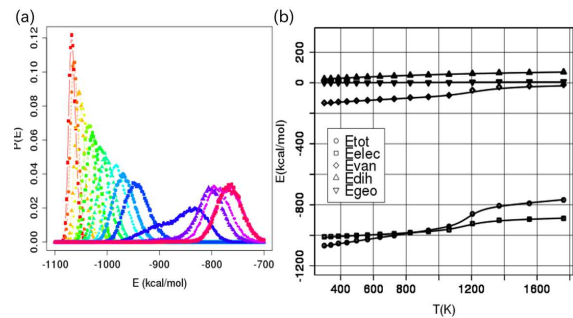 (a)
(b)
P(E)
0.12
0.10
0.08
0.06
0.04
0.02
0.00
-1100
-1000
-900
-800
-700
E (kcal/mol)
E(kcal/mol)
200
0
-200
-400
-600
-800
-1000
-1200
Etot
Eelec
Evan
Edih
Egeo
400
800
1200
1600
T(K)